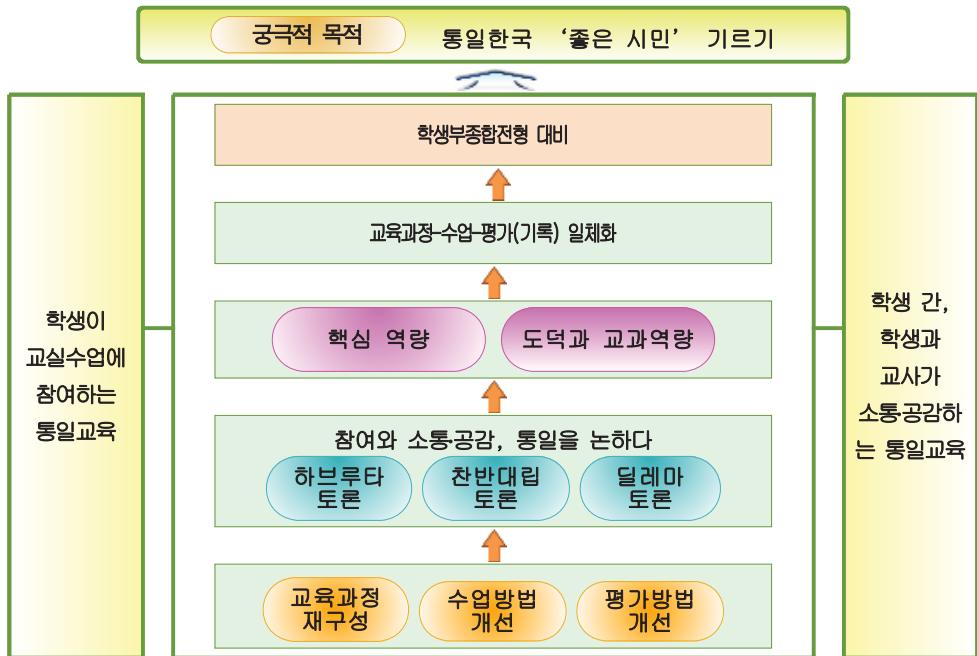 궁극적 목적 통일한국 ‘좋은 시민’ 기르기
학생이
교실수업에
참여하는
통일교육
학생부종합전형 대비
교육과정-수업-평가(기록) 일체화
핵심 역량
도덕과 교과역량
참여와 소통·공감, 통일을 논하다
하브루타
토론
찬반대립
토론
딜레마
토론
교육과정
재구성
수업방법
개선
평가방법
개선
학생 간,
학생과
교사가
소통·공감하
는 통일교육